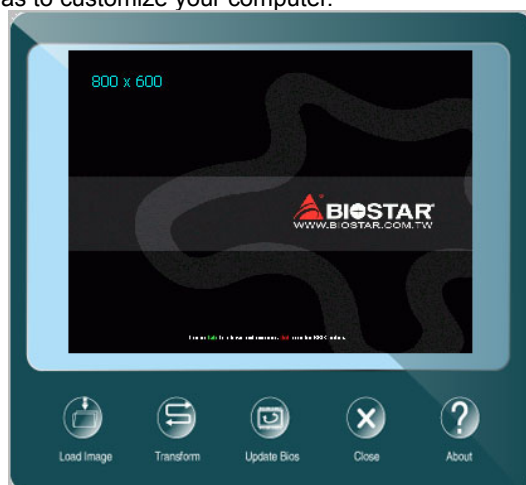 as to customize your computer.
800 x 600
BIOSTAR
WWW.BIOSTAR.COM.TW
Load Image
Transform
Update Bios
Close
About